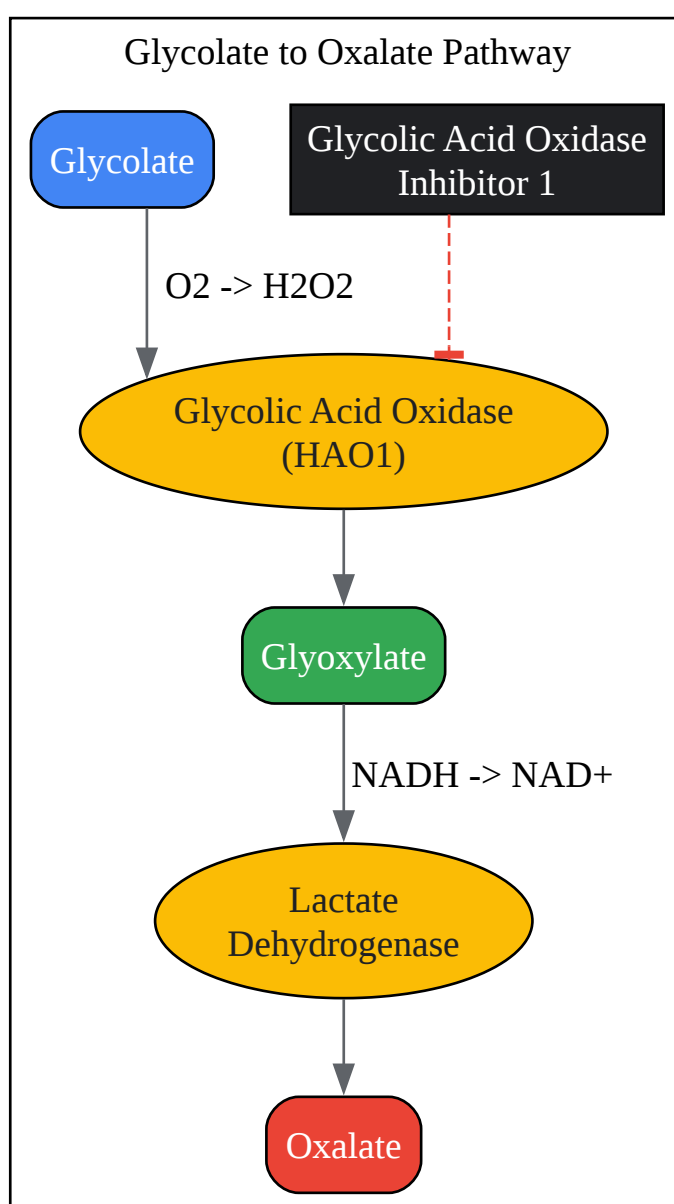 Glycolate to Oxalate Pathway
Glycolate
Glycolic Acid Oxidase
Inhibitor 1
O2 -> H2O2
Glycolic Acid Oxidase
(HAO1)
Glyoxylate
NADH -> NAD+
Lactate
Dehydrogenase
Oxalate